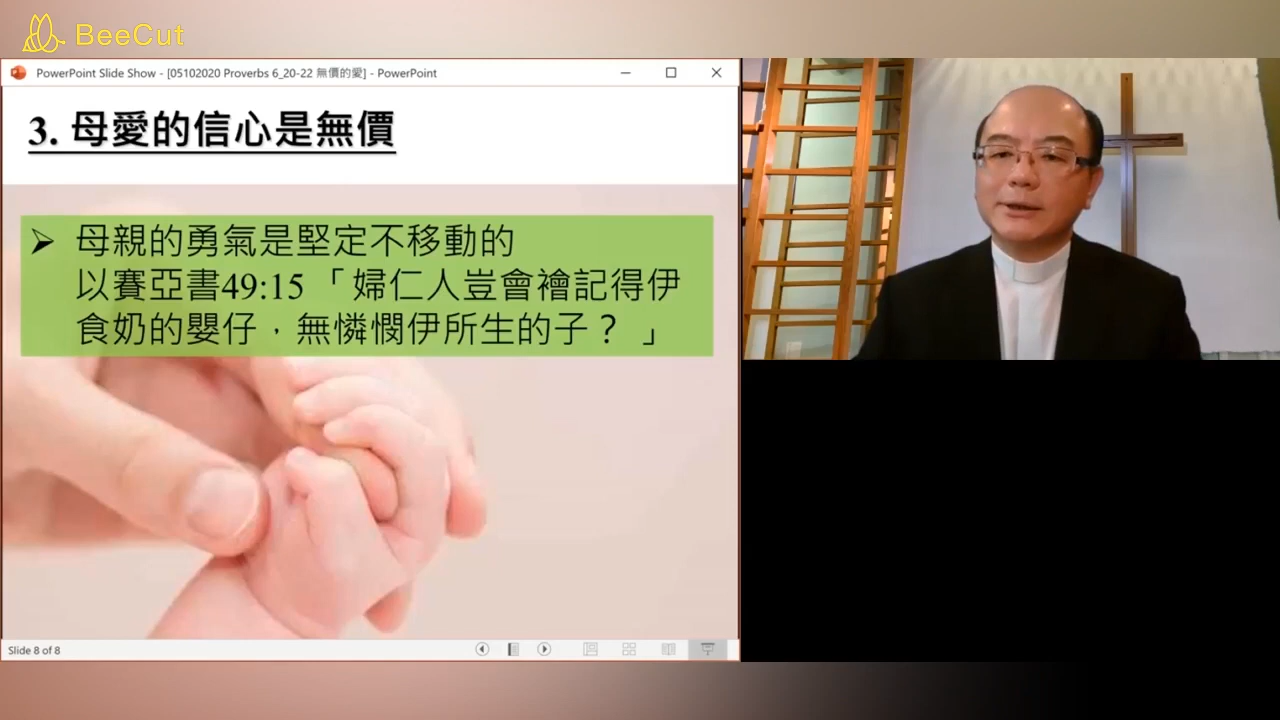 BeeCut
PowerPoint Slide Show - [05102020 Proverbs 6_20-22 無價的愛] - PowerPoint
3. 母愛的信心是無價
➢ 母親的勇氣是堅定不移動的
以賽亞書49:15 「婦仁人豈會襘記得伊
食奶的嬰仔，無憐憫伊所生的子？ 」
Slide 8 of 8